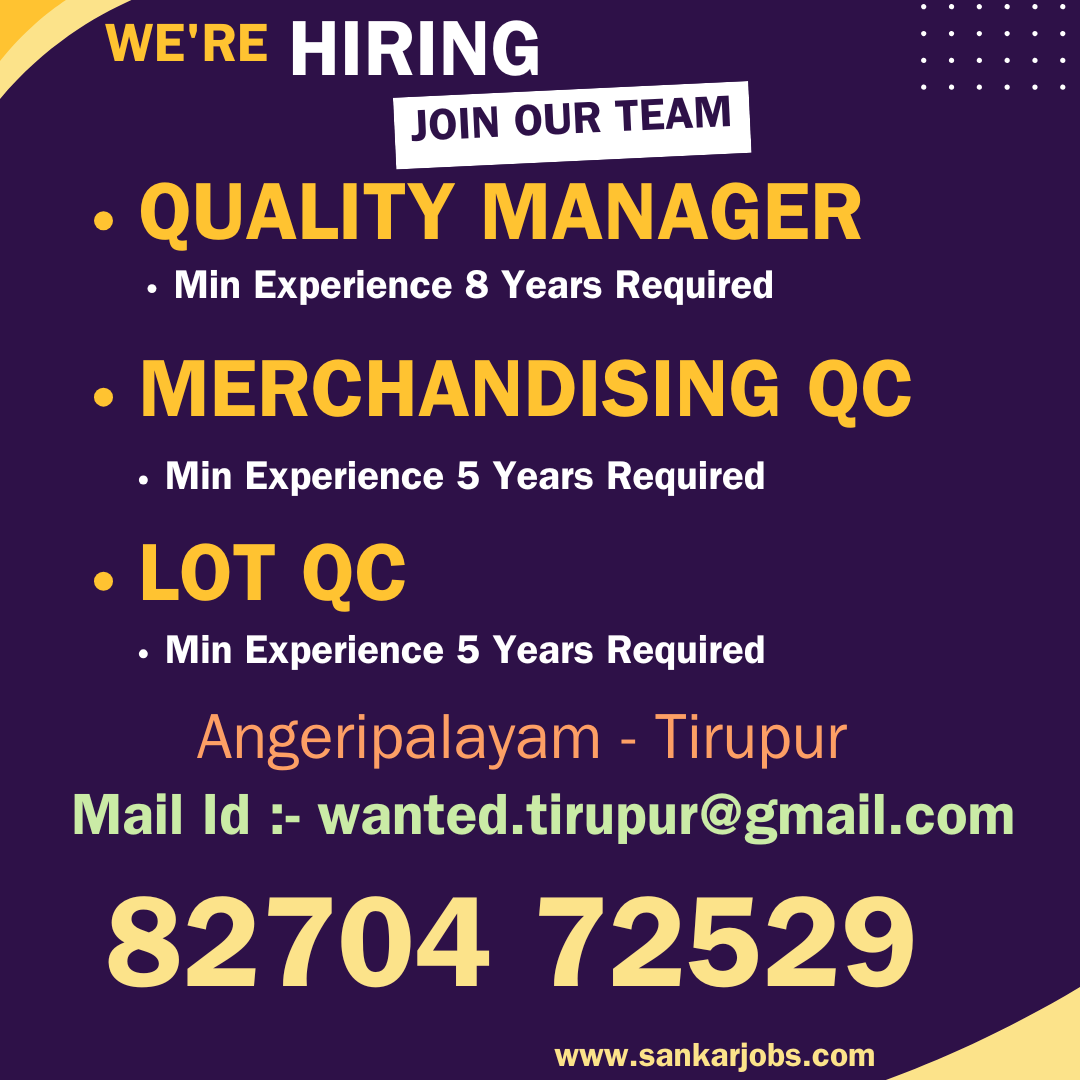 WE'RE HIRING
JOIN OUR TEAM
• QUALITY MANAGER
• Min Experience 8 Years Required
• MERCHANDISING QC
• Min Experience 5 Years Required
• LOT QC
• Min Experience 5 Years Required
Angeripalayam - Tirupur
Mail Id :- wanted.tirupur@gmail.com
82704 72529
www.sankarjobs.com